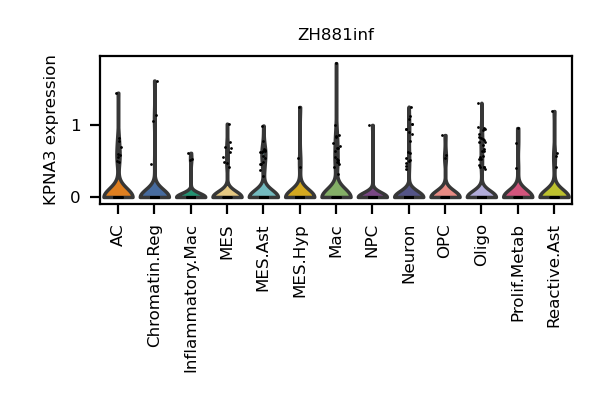 ZH881inf
KPNA3 expression
1
0
AC
Chromatin.Reg
Inflammatory.Mac
MES
MES.Ast
MES.Hyp
Mac
NPC
Neuron
OPC
Oligo
Prolif.Metab
Reactive.Ast